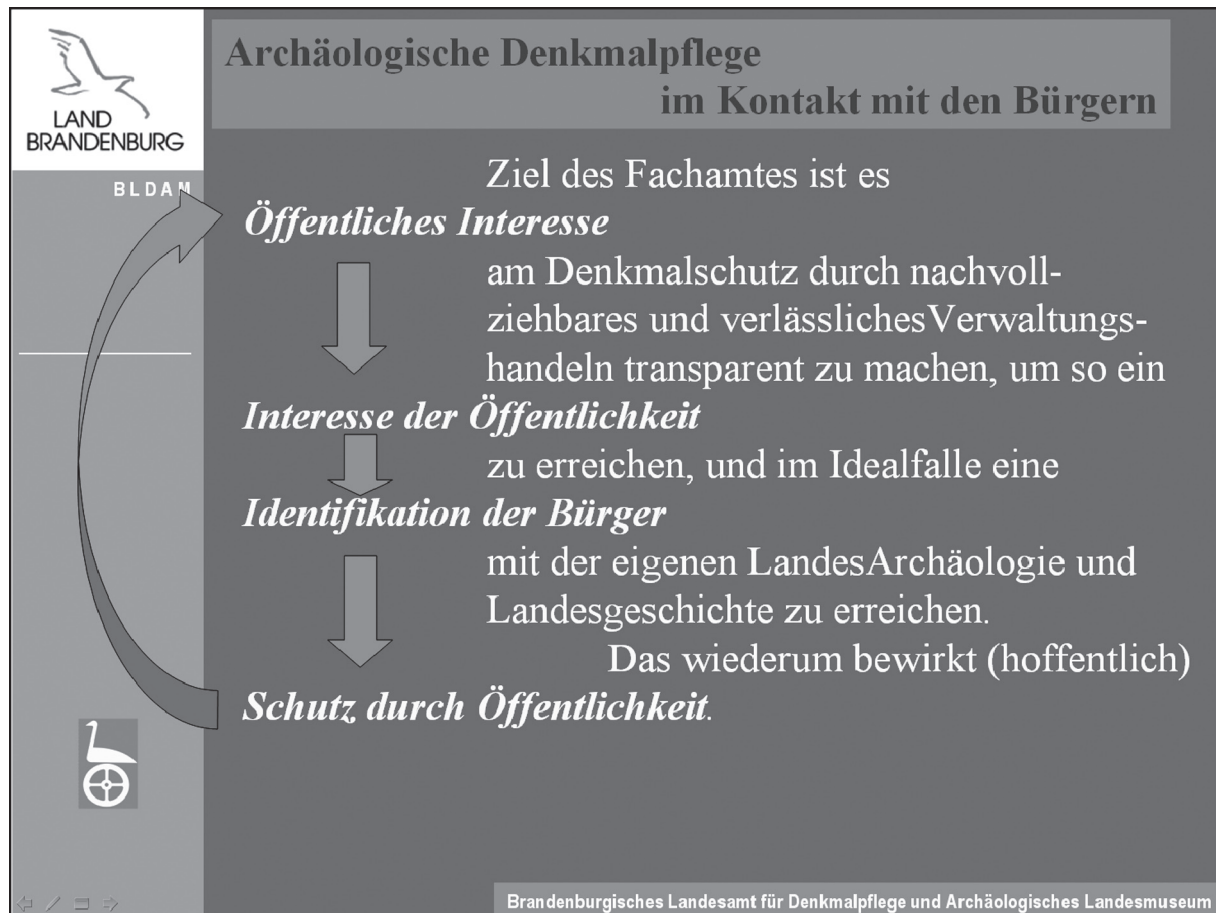 LAND
BRANDENBURG
BLDAM
Archäologische Denkmalpflege
im Kontakt mit den Bürgern
Ziel des Fachamtes ist es
Öffentliches Interesse
am Denkmalschutz durch nachvoll-
ziehbares und verlässlichesVerwaltungs-
handeln transparent zu machen, um so ein
Interesse der Öffentlichkeit
zu erreichen, und im Idealfalle eine
Identifikation der Bürger
mit der eigenen LandesArchäologie und
Landesgeschichte zu erreichen.
Das wiederum bewirkt (hoffentlich)
Schutz durch Öffentlichkeit.
Brandenburgisches Landesamt für Denkmalpflege und Archäologisches Landesmuseum